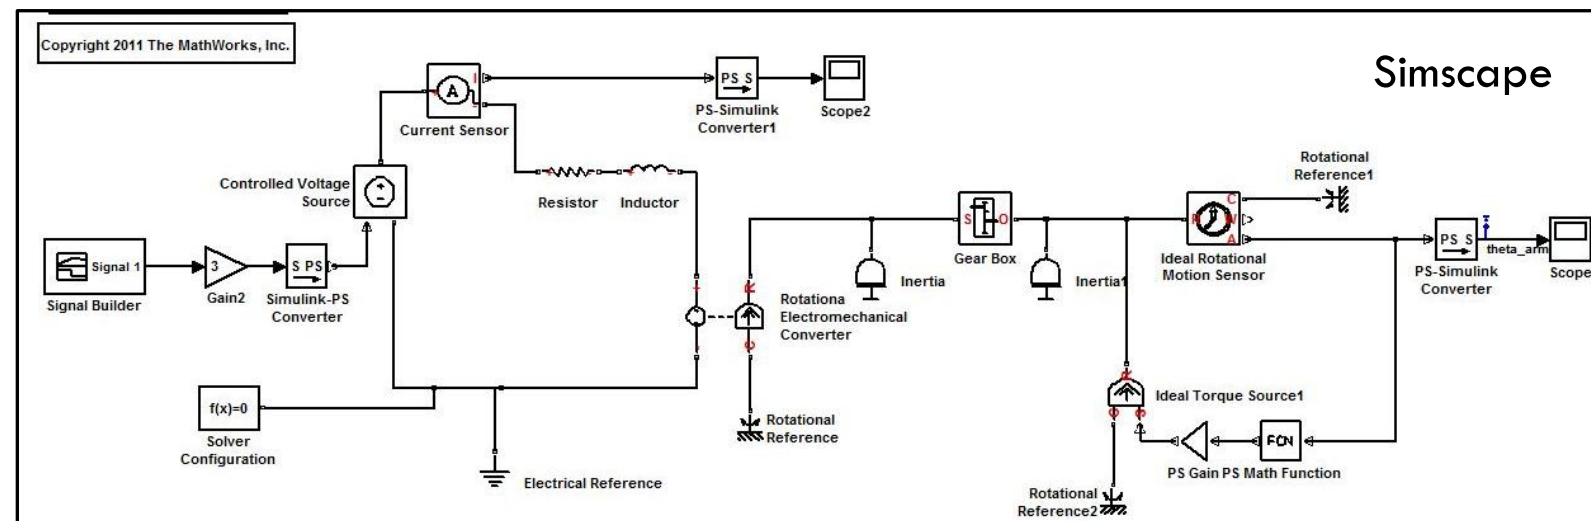 Copyright 2011 The MathWorks, Inc.
Simscape
A
I
+
-
Current Sensor
PS S
PS-Simulink
Converter1
Scope2
Controlled Voltage
Source
+
-
+
-
Resistor
+
-
Inductor
Rotational
Reference1
Signal 1
Signal Builder
3
Gain2
S PS
Simulink-PS
Converter
+
-
R
C
Rotationa
Electromechanical
Converter
Inertia
S
O
Gear Box
Inertia1
R
C
W
A
Ideal Rotational
Motion Sensor
PS S
PS-Simulink
Converter
theta_arm
Scope
f(x)=0
Solver
Configuration
Electrical Reference
Rotational
Reference
R
C
S
Ideal Torque Source1
FCN
PS Gain
PS Math Function
Rotational
Reference2